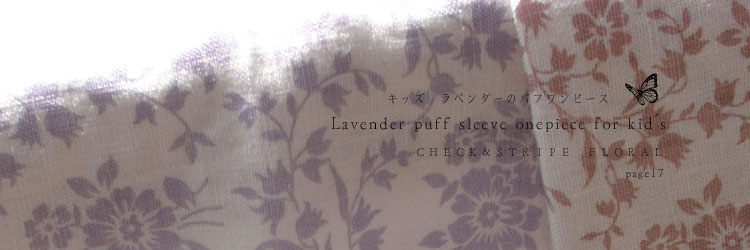 キッズ ラベンダーのパフワンピース
Lavender puff sleeve onepiece for kid's
CHECK&STRIPE FLORAL
page17